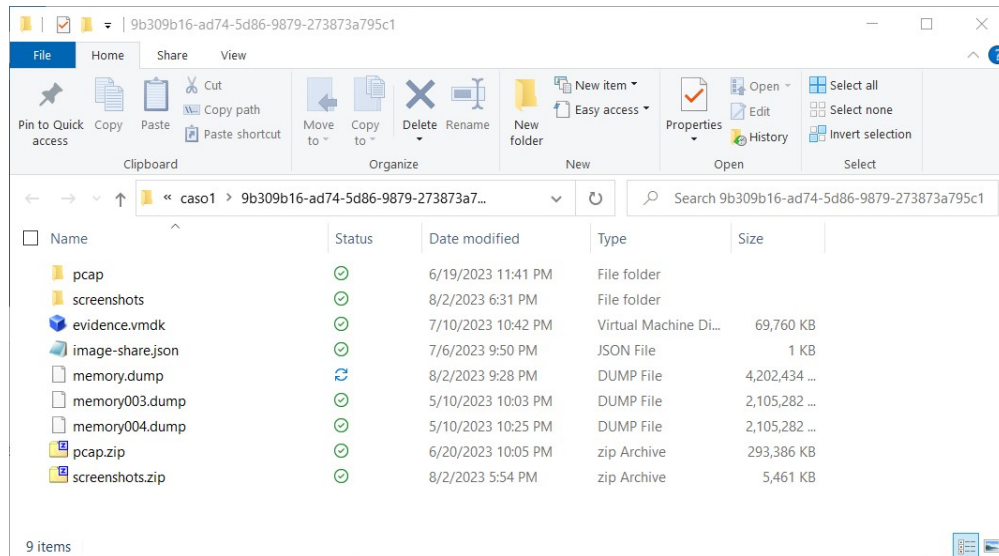 9b309b16-ad74-5d86-9879-273873a795c1
File Home Share View
Pin to Quick access
Copy
Paste
Cut
Copy path
Paste shortcut
Clipboard
Move to
Copy to
Delete
Rename
Organize
New folder
New item
Easy access
New
Properties
Open
Edit
History
Open
Select all
Select none
Invert selection
Select
« caso1 > 9b309b16-ad74-5d86-9879-273873a7...
Search 9b309b16-ad74-5d86-9879-273873a795c1
Name Status Date modified Type Size
pcap 6/19/2023 11:41 PM File folder
screenshots 8/2/2023 6:31 PM File folder
evidence.vmdk 7/10/2023 10:42 PM Virtual Machine Di... 69,760 KB
image-share.json 7/6/2023 9:50 PM JSON File 1 KB
memory.dump 8/2/2023 9:28 PM DUMP File 4,202,434 ...
memory003.dump 5/10/2023 10:03 PM DUMP File 2,105,282 ...
memory004.dump 5/10/2023 10:25 PM DUMP File 2,105,282 ...
pcap.zip 6/20/2023 10:05 PM zip Archive 293,386 KB
screenshots.zip 8/2/2023 5:54 PM zip Archive 5,461 KB
9 items